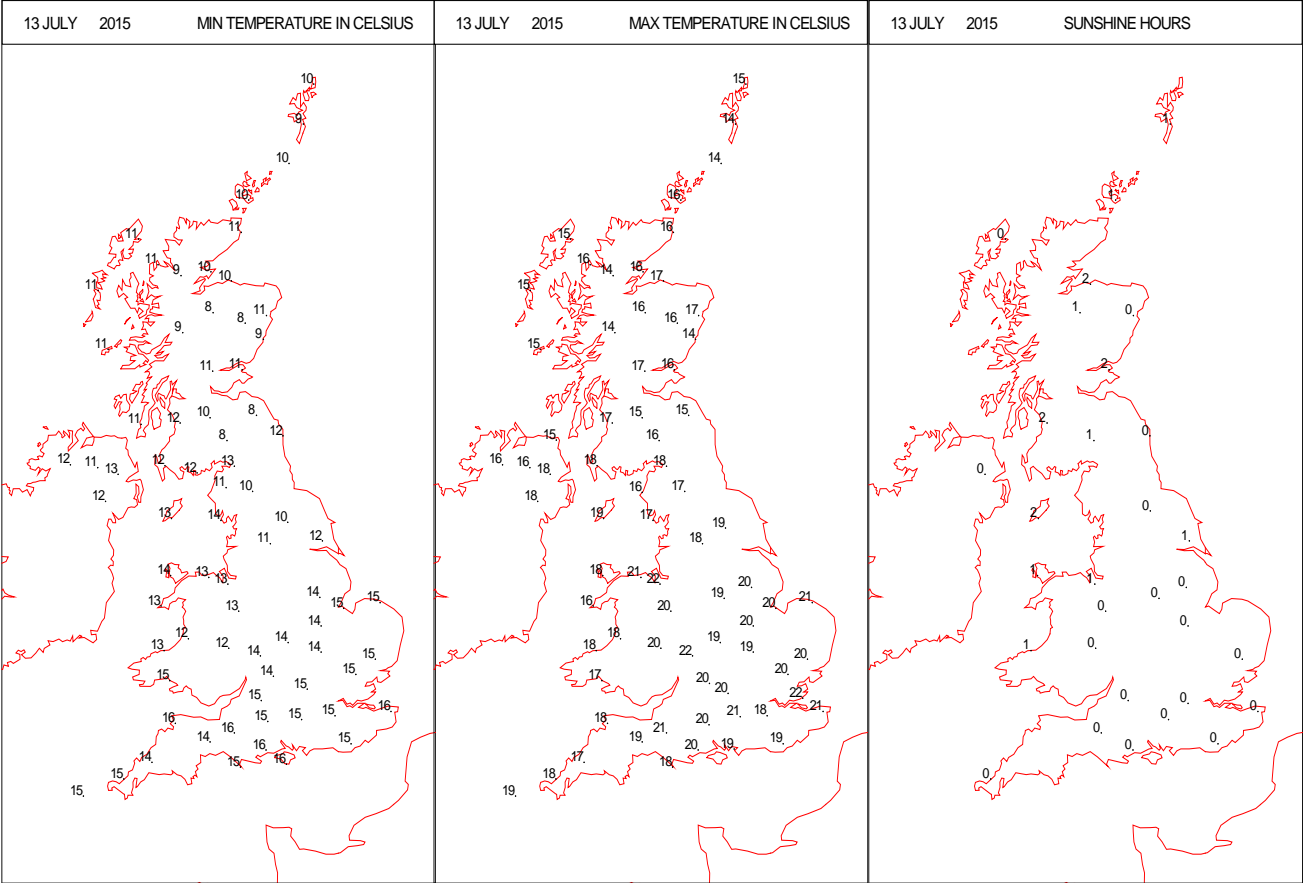 13 JULY 2015 MIN TEMPERATURE IN CELSIUS
10
9
10
10
11
11
11
9 10
10
11
8 11
8
9 9
11
11 11
10 8
11 12
8 12
12 11 13
12 12 13
11 10
12
13 14 10
11 12
14 13 13
14
13 13 15 15
14
12 14
13 12 14 14
15 14 15
15 15
15
16 16 15 15 15 16
14 16 15
14 15 16
15 15
13 JULY 2015 MAX TEMPERATURE IN CELSIUS
15
14
14
16
16
15
16
14 16
17
15
16 17
16
14 14
15
17 16
15 15
17
15 16
16 16 18
18 18
16 17
18
19 17 19
18
18 21 22 20
19
16 20 20 21
20
18 20 19
18 22 19 20
17 20 20
20 22
18 20 21 18 21
21
19 20 19 19
17 18
18
19
13 JULY 2015 SUNSHINE HOURS
1
1
0
2
1 0
2
2
1 0
0
2 0
1
1 1 0
0
0
1 0 0
0 0
0 0 0
0 0
0